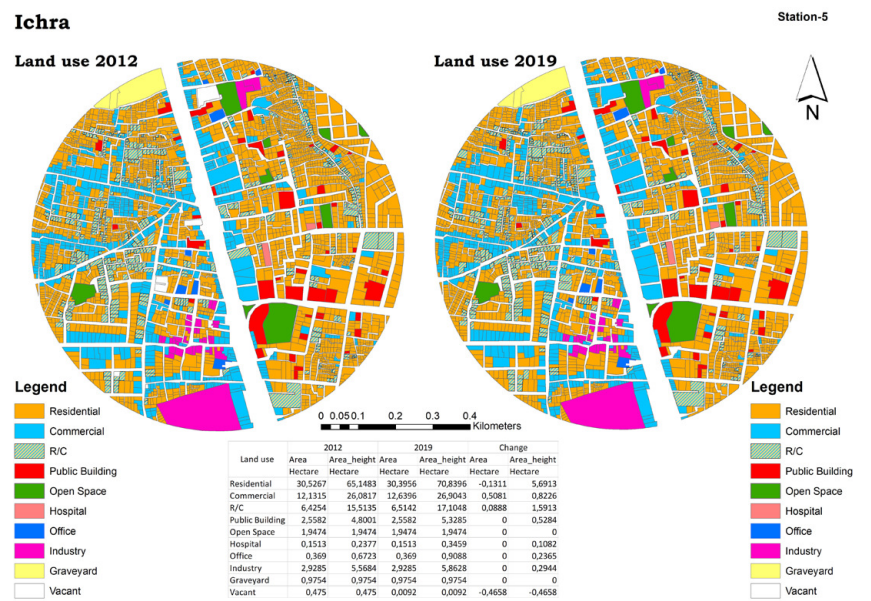 Ichra
Station-5
Land use 2012
Land use 2019
N
Legend
Residential
Commercial
R/C
Public Building
Open Space
Hospital
Office
Industry
Graveyard
Vacant
0 0.050.1 0.2 0.3 0.4
Kilometers
Land use 2012 2019 Change
Area Area_height Area Area_height Area Area_height
Hectare Hectare Hectare Hectare Hectare Hectare
Residential 30,5267 65,1483 30,3956 70,8396 -0,1311 5,6913
Commercial 12,1315 26,0817 12,6396 26,9043 0,5081 0,8226
R/C 6,4254 15,5135 6,5142 17,1048 0,0888 1,5913
Public Building 2,5582 4,8001 2,5582 5,3285 0 0,5284
Open Space 1,9474 1,9474 1,9474 1,9474 0 0
Hospital 0,1513 0,2377 0,1513 0,3459 0 0,1082
Office 0,369 0,6723 0,369 0,9088 0 0,2365
Industry 2,9285 5,5684 2,9285 5,8628 0 0,2944
Graveyard 0,9754 0,9754 0,9754 0,9754 0 0
Vacant 0,475 0,475 0,0092 0,0092 -0,4658 -0,4658
Legend
Residential
Commercial
R/C
Public Building
Open Space
Hospital
Office
Industry
Graveyard
Vacant